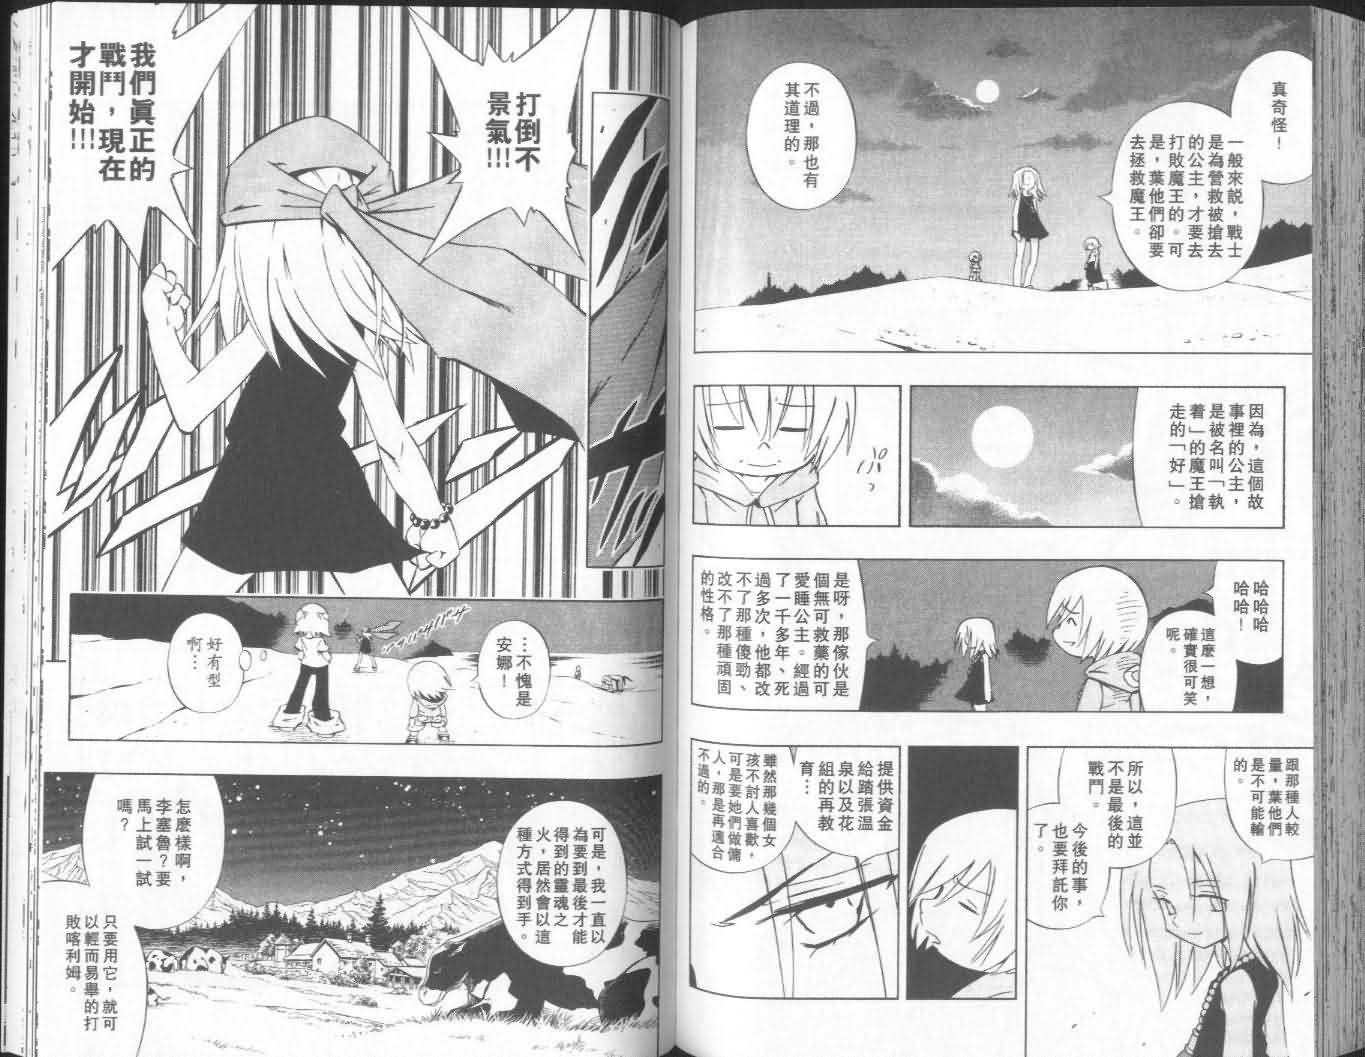 真奇怪！
一般來説，戰士
是為營救被搶去
的公主，才要去
打敗魔王的。可
是，葉他們卻要
去拯救魔王。
不過，那也有
其道理的。
因為，這個故
事裡的公主，
是被名叫「執
着」的魔王搶
走的「好」。
哈哈哈
哈哈！
這麽一想，
確實很可笑
呢。
是呀，那傢伙是
個無可救藥的可
愛睡公主。經過
了一千多年、死
過多次，他都改
不了那種傻勁、
改不了那種頑固
的性格。
跟那種人較
量，葉他們
是不可能輸
的。
所以，這並
不是最後的
戰鬥。
今後的事，
也要拜託你
了。
提供資金
給踏張温
泉以及花
組的再教
育…
雖然那幾個女
孩不討人喜歡，
可是要她們做傭
人，那是再適合
不過的。
打倒不
景氣!!!
我們真正的
戰鬥，現在
才開始!!!
…不愧是
安娜！
好有型
啊…
可是，我一直以
為要到最後才能
得到的靈魂之
火，居然會以這
種方式得到手。
怎麽樣啊，
李塞魯？要
馬上試一試
嗎？
只要用它，就可
以輕而易舉的打
敗喀利姆。